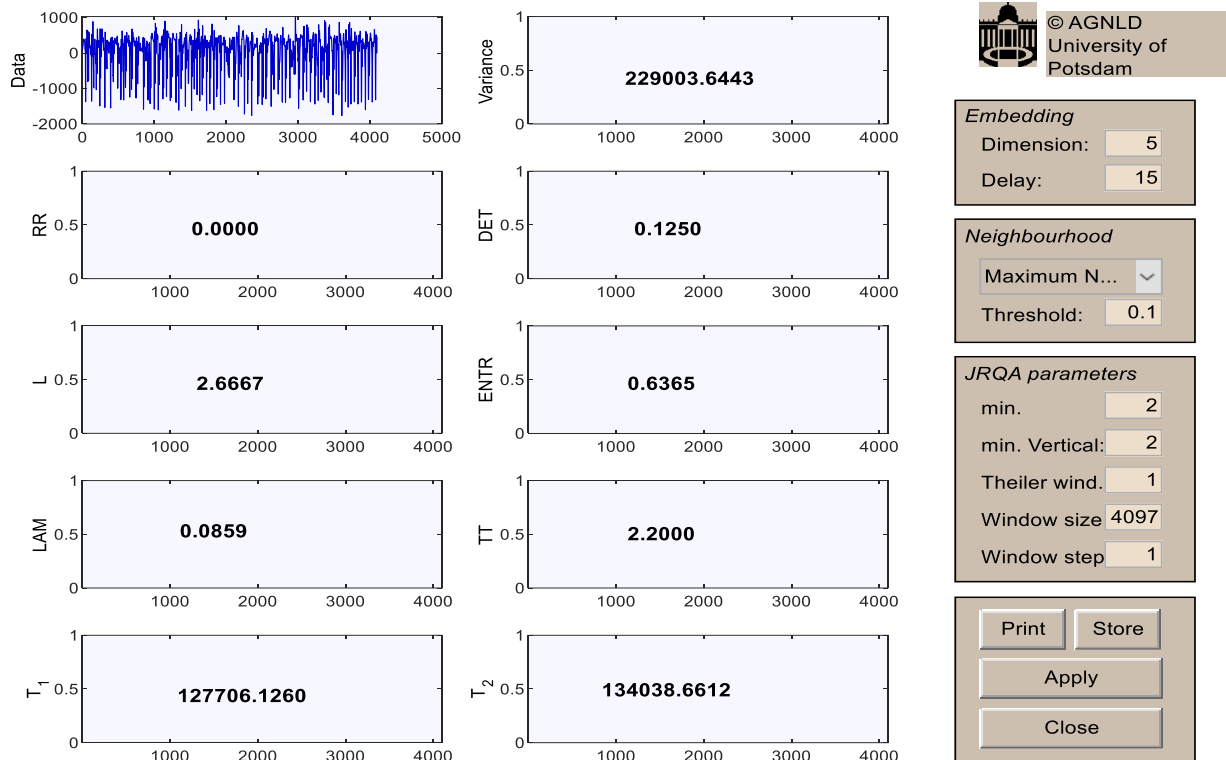 1000
0
-1000
-2000
Data
0 1000 2000 3000 4000 5000
1
0.5
0
Variance
229003.6443
1000 2000 3000 4000
1
0.5
0
RR
0.0000
1000 2000 3000 4000
1
0.5
0
DET
0.1250
1000 2000 3000 4000
1
0.5
0
L
2.6667
1000 2000 3000 4000
1
0.5
0
ENTR
0.6365
1000 2000 3000 4000
1
0.5
0
LAM
0.0859
1000 2000 3000 4000
1
0.5
0
TT
2.2000
1000 2000 3000 4000
1
0.5
0
T1
127706.1260
1000 2000 3000 4000
1
0.5
0
T2
134038.6612
1000 2000 3000 4000
© AGNLD
University of
Potsdam
Embedding
Dimension: 5
Delay: 15
Neighbourhood
Maximum N...
Threshold: 0.1
JRQA parameters
min. 2
min. Vertical: 2
Theiler wind. 1
Window size 4097
Window step 1
Print Store
Apply
Close